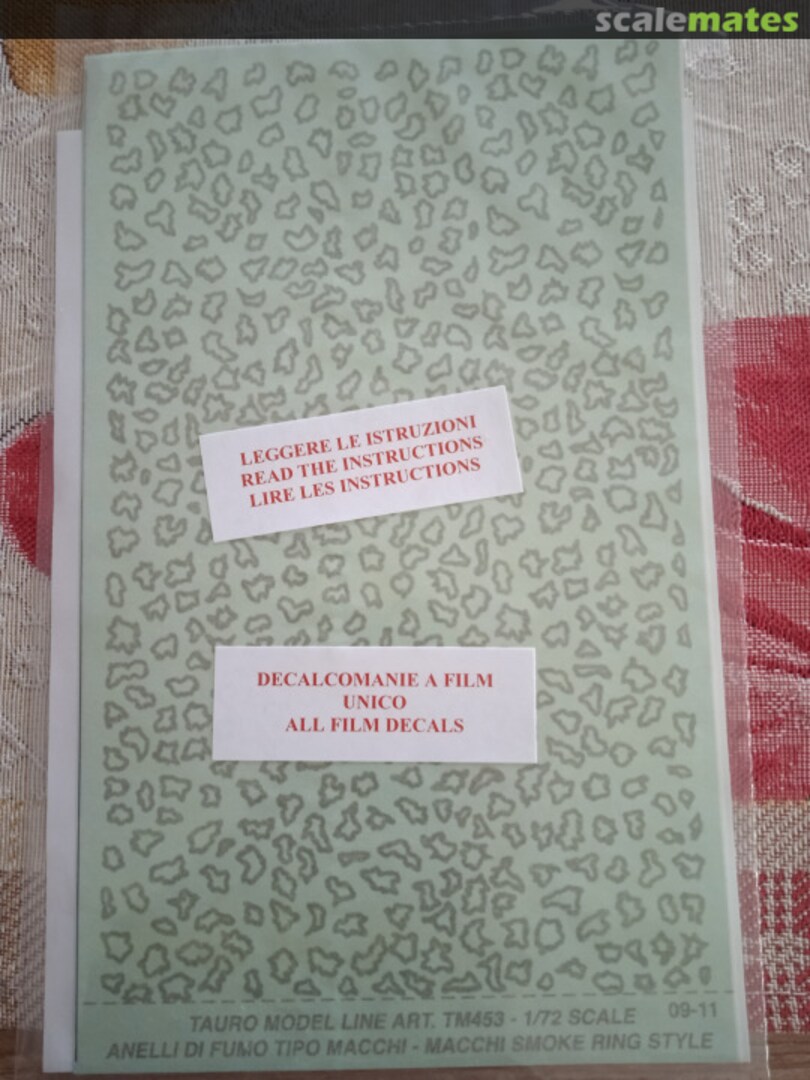 scalemates
LEGGERE LE ISTRUZIONI
READ THE INSTRUCTIONS
LIRE LES INSTRUCTIONS
DECALCOMANIE A FILM
UNICO
ALL FILM DECALS
TAURO MODEL LINE ART. TM453 - 1/72 SCALE 09-11
ANELLI DI FUMO TIPO MACCHI - MACCHI SMOKE RING STYLE